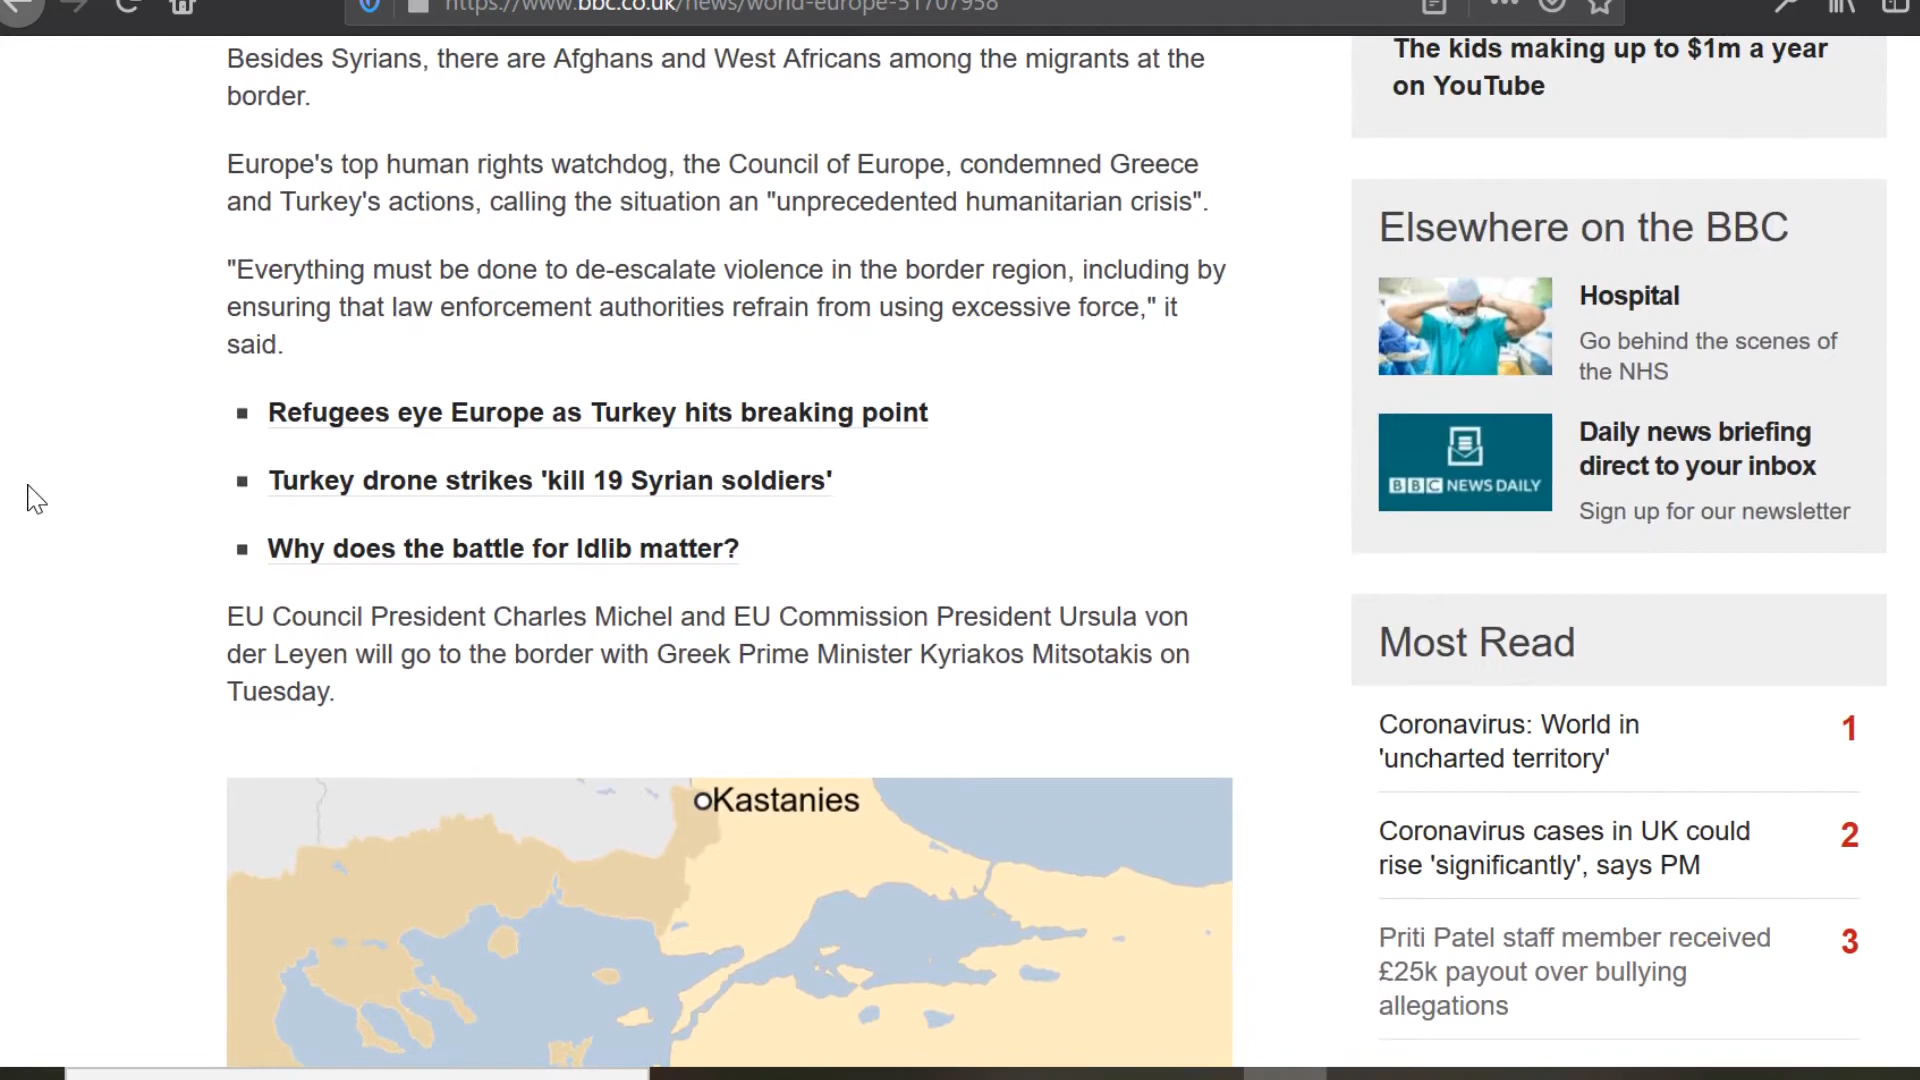 https://www.bbc.co.uk/news/world-europe-51707958
Besides Syrians, there are Afghans and West Africans among the migrants at the
border.
Europe's top human rights watchdog, the Council of Europe, condemned Greece
and Turkey's actions, calling the situation an "unprecedented humanitarian crisis".
"Everything must be done to de-escalate violence in the border region, including by
ensuring that law enforcement authorities refrain from using excessive force," it
said.
Refugees eye Europe as Turkey hits breaking point
Turkey drone strikes 'kill 19 Syrian soldiers'
Why does the battle for Idlib matter?
EU Council President Charles Michel and EU Commission President Ursula von
der Leyen will go to the border with Greek Prime Minister Kyriakos Mitsotakis on
Tuesday.
Kastanies
The kids making up to $1m a year
on YouTube
Elsewhere on the BBC
Hospital
Go behind the scenes of
the NHS
BBC NEWS DAILY
Daily news briefing
direct to your inbox
Sign up for our newsletter
Most Read
Coronavirus: World in
'uncharted territory'
1
Coronavirus cases in UK could
rise 'significantly', says PM
2
Priti Patel staff member received
£25k payout over bullying
allegations
3